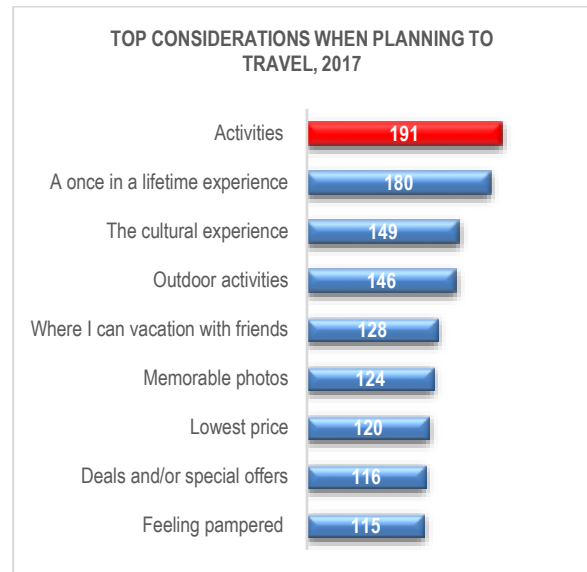 TOP CONSIDERATIONS WHEN PLANNING TO
TRAVEL, 2017
Activities 191
A once in a lifetime experience 180
The cultural experience 149
Outdoor activities 146
Where I can vacation with friends 128
Memorable photos 124
Lowest price 120
Deals and/or special offers 116
Feeling pampered 115